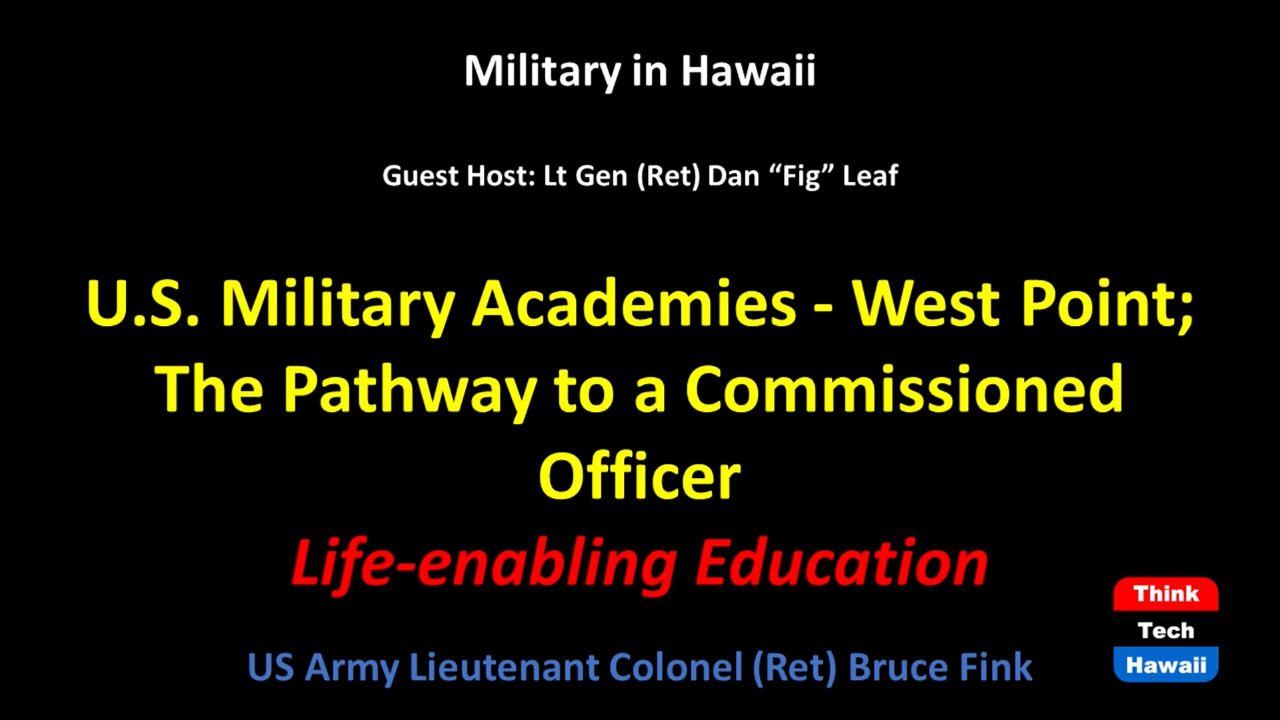 Military in Hawaii
Guest Host: Lt Gen (Ret) Dan “Fig” Leaf
U.S. Military Academies - West Point;
The Pathway to a Commissioned
Officer
Life-enabling Education
Think
Tech
Hawaii
US Army Lieutenant Colonel (Ret) Bruce Fink